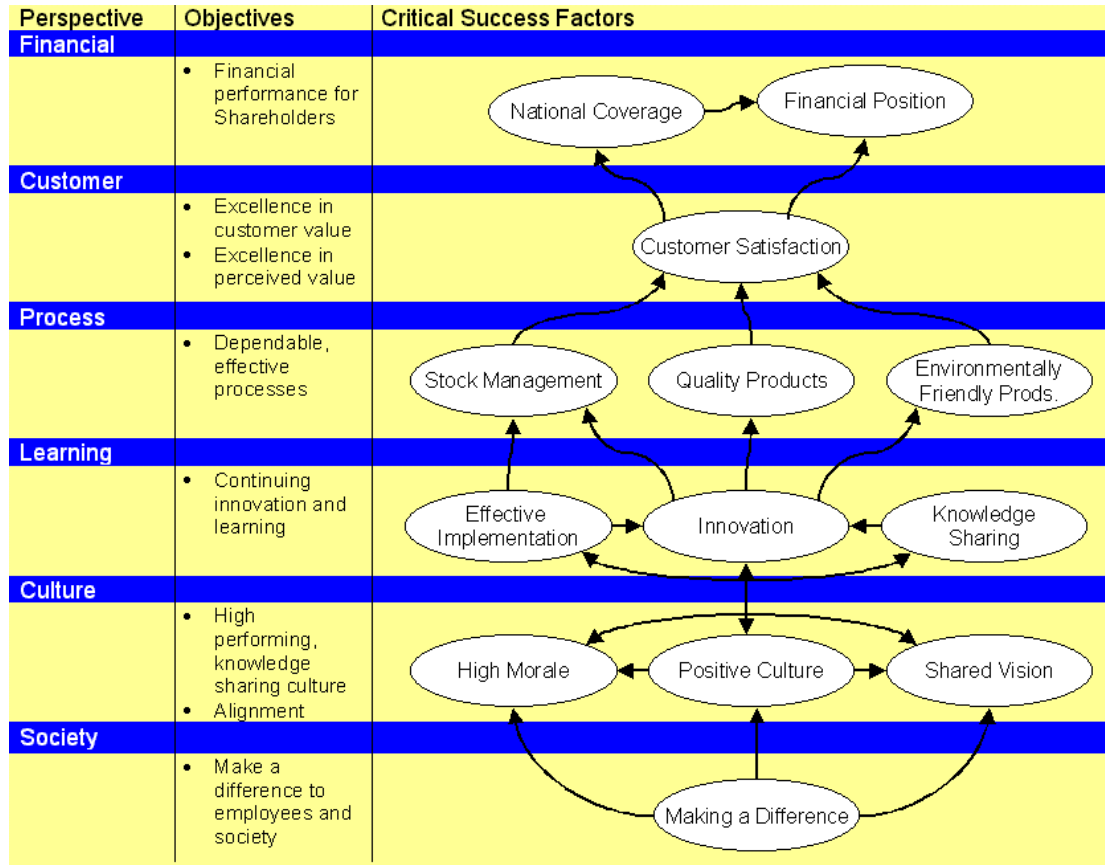 Perspective Objectives Critical Success Factors
Financial
• Financial
performance for
Shareholders
National Coverage
Financial Position
Customer
• Excellence in
customer value
• Excellence in
perceived value
Customer Satisfaction
Process
• Dependable,
effective
processes
Stock Management
Quality Products
Environmentally
Friendly Prods.
Learning
• Continuing
innovation and
learning
Effective
Implementation
Innovation
Knowledge
Sharing
Culture
• High
performing,
knowledge
sharing culture
• Alignment
High Morale
Positive Culture
Shared Vision
Society
• Make a
difference to
employees and
society
Making a Difference